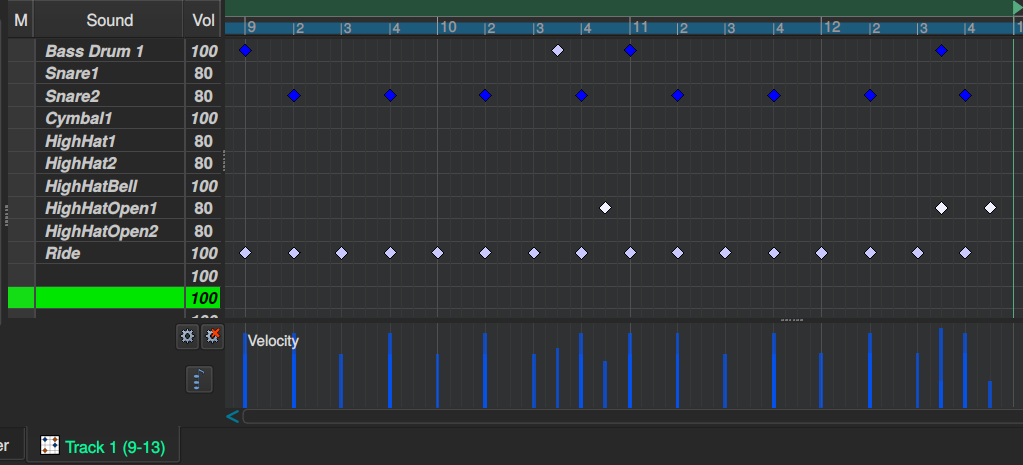 M Sound Vol
9 2 3 4 10 2 3 4 11 2 3 4 12 2 3 4 1
Bass Drum 1 100
Snare1 80
Snare2 80
Cymbal1 100
HighHat1 80
HighHat2 80
HighHatBell 100
HighHatOpen1 80
HighHatOpen2 80
Ride 100
100
100
100
Velocity
er Track 1 (9-13)